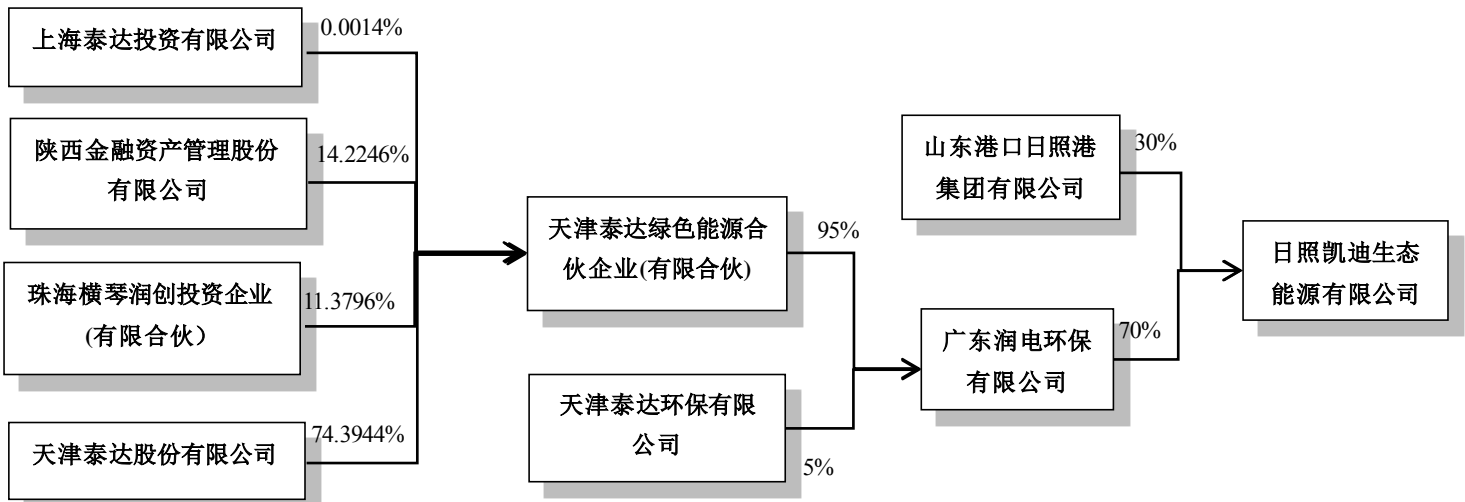 上海泰达投资有限公司
0.0014%
陕西金融资产管理股份
有限公司
14.2246%
珠海横琴润创投资企业
(有限合伙）
11.3796%
天津泰达股份有限公司
74.3944%
天津泰达绿色能源合
伙企业(有限合伙)
95%
天津泰达环保有限
公司
5%
山东港口日照港
集团有限公司
30%
广东润电环保
有限公司
70%
日照凯迪生态
能源有限公司